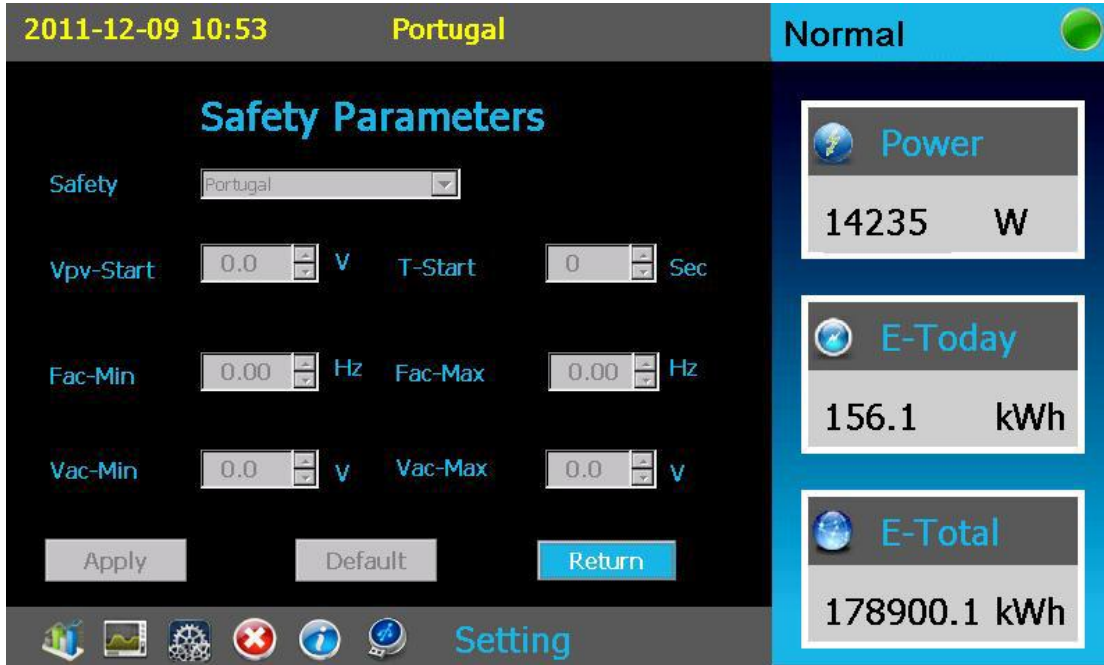 2011-12-09 10:53 Portugal
Normal
Safety Parameters
Safety Portugal
Vpv-Start 0.0 V T-Start 0 Sec
Fac-Min 0.00 Hz Fac-Max 0.00 Hz
Vac-Min 0.0 V Vac-Max 0.0 V
Apply Default Return
Setting
Power
14235 W
E-Today
156.1 kWh
E-Total
178900.1 kWh